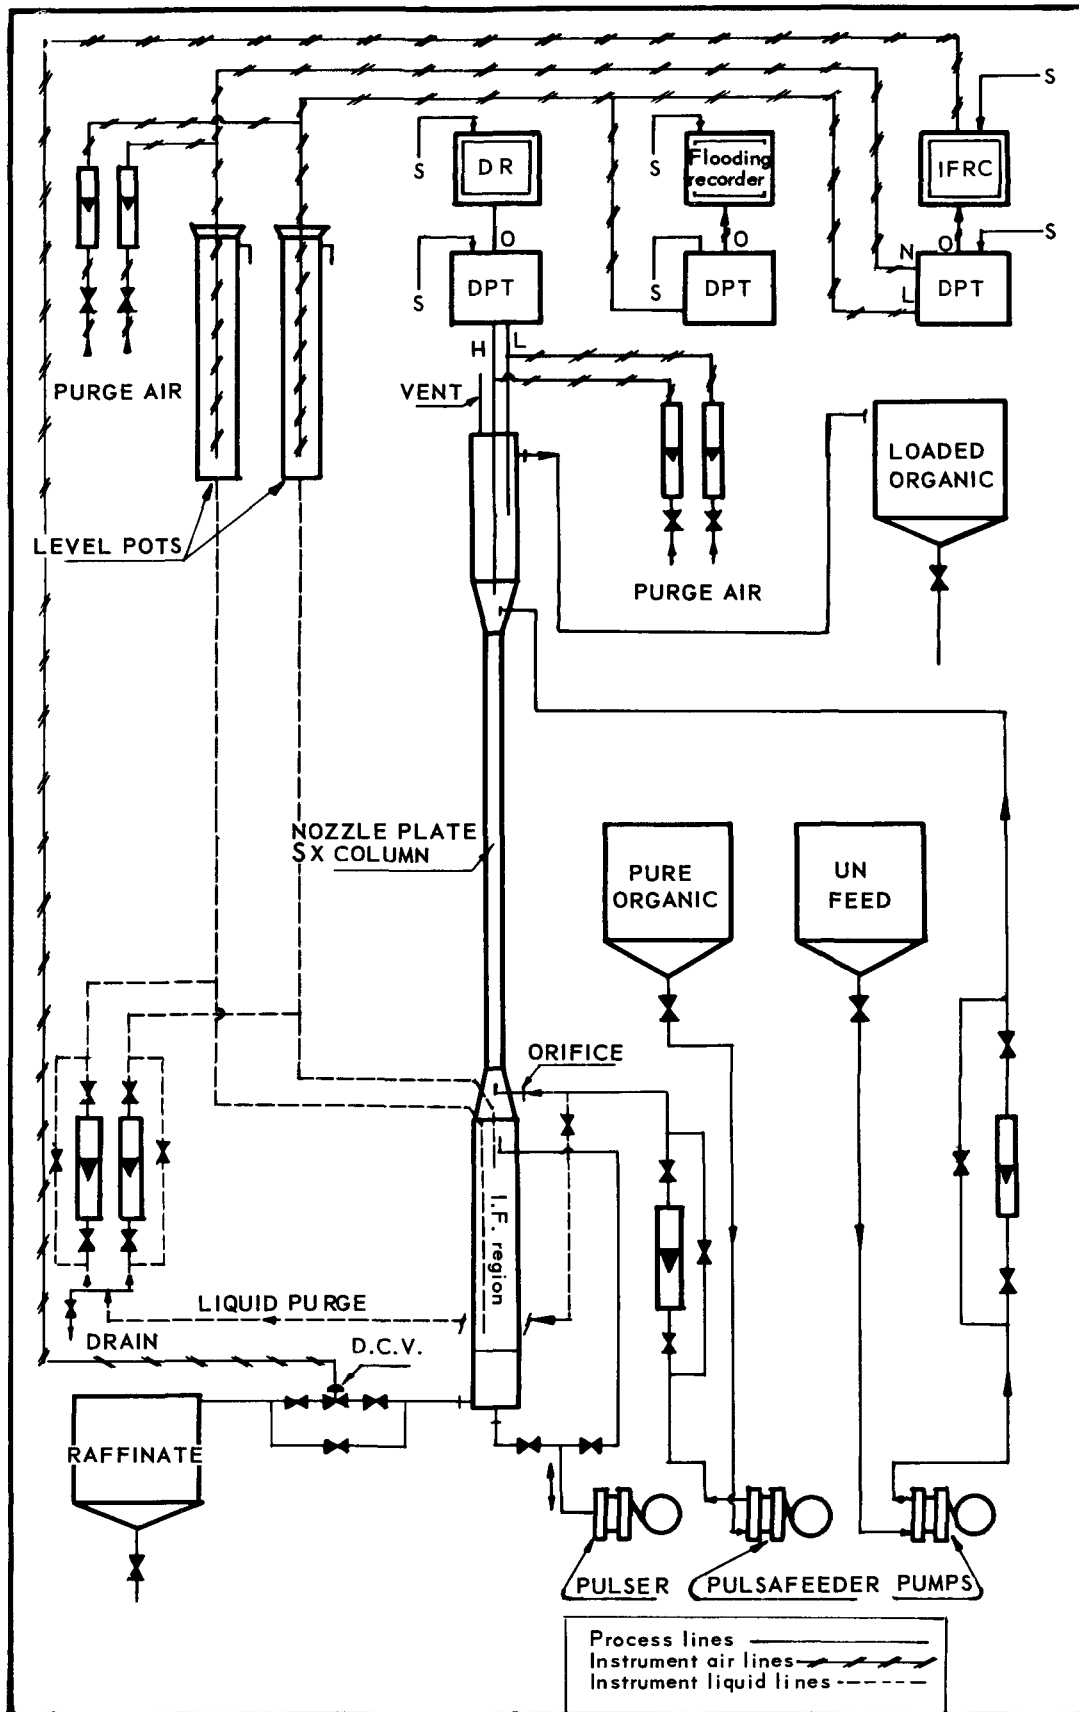 S
S
DR
S
Flooding
recorder
IFRC
O
O
O
S
N
S
DPT
S
DPT
L
DPT
H
L
PURGE AIR
VENT
LOADED
ORGANIC
LEVEL POTS
PURGE AIR
NOZZLE PLATE
SX COLUMN
PURE
ORGANIC
UN
FEED
ORIFICE
I.F. region
LIQUID PURGE
DRAIN
D.C.V.
RAFFINATE
PULSER
PULSAFEEDER PUMPS
Process lines
Instrument air lines
Instrument liquid lines